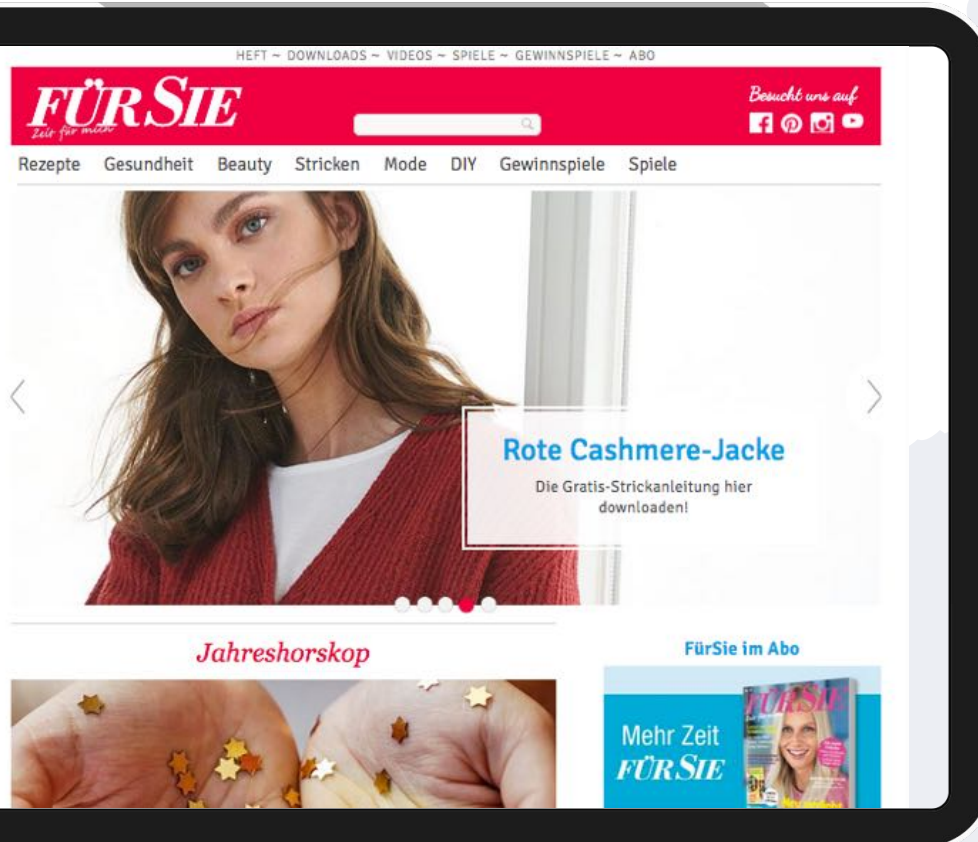 HEFT ~ DOWNLOADS ~ VIDEOS ~ SPIELE ~ GEWINNSPIELE ~ ABO
FÜR SIE
Zeit für mich
Besucht uns auf
Rezepte Gesundheit Beauty Stricken Mode DIY Gewinnspiele Spiele
Rote Cashmere-Jacke
Die Gratis-Strickanleitung hier
downloaden!
Jahreshorskop
FürSie im Abo
Mehr Zeit
FÜR SIE
FÜR SIE